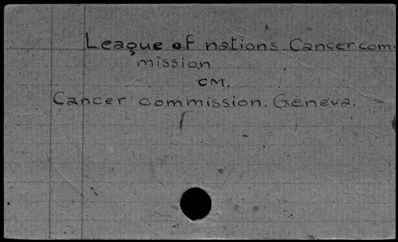 League of nations. Cancer com-
mission
CM.
Cancer commission. Geneva.